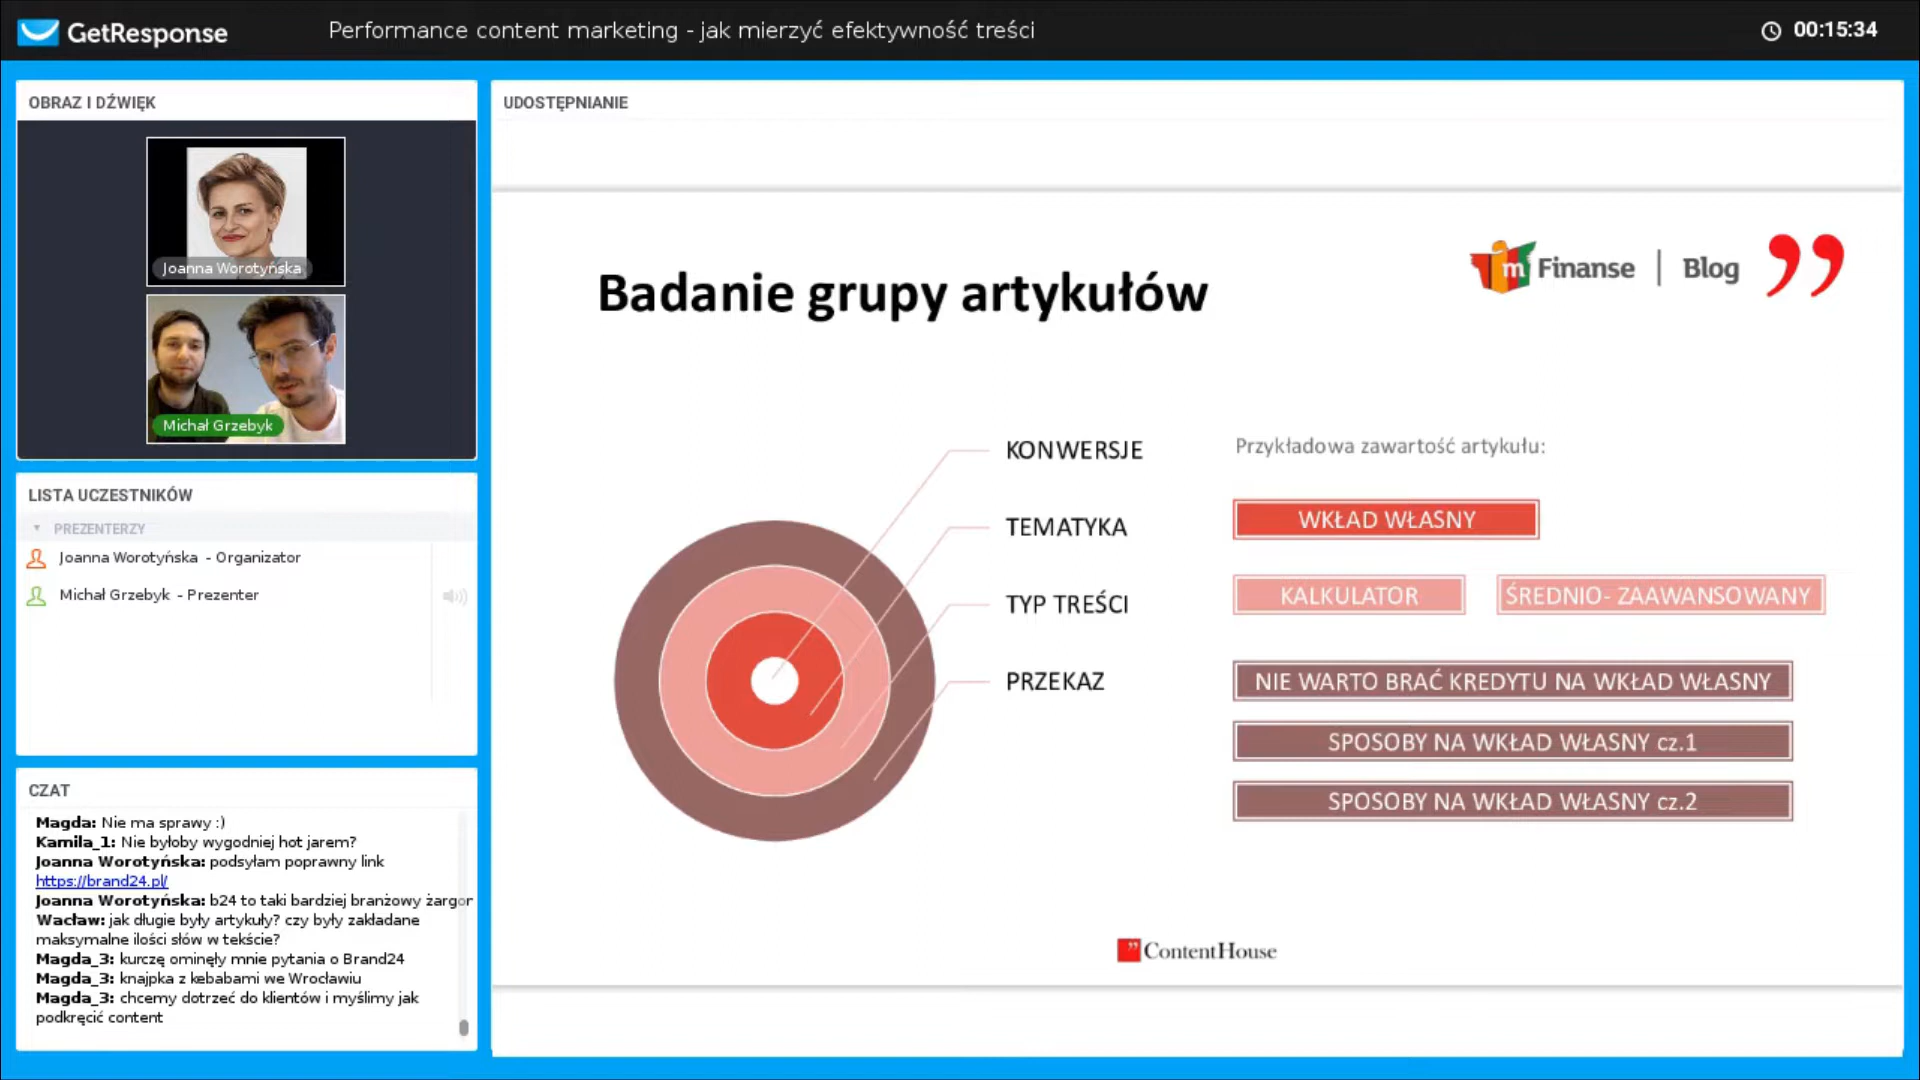 GetResponse
Performance content marketing - jak mierzyć efektywność treści
00:15:34
OBRAZ I DŹWIĘK
Joanna Worotyńska
Michał Grzebyk
LISTA UCZESTNIKÓW
PREZENTERZY
Joanna Worotyńska - Organizator
Michał Grzebyk - Prezenter
CZAT
Magda: Nie ma sprawy :)
Kamila_1: Nie byłoby wygodniej hot jarem?
Joanna Worotyńska: podsyłam poprawny link
https://brand24.pl/
Joanna Worotyńska: b24 to taki bardziej branżowy żargon
Wacław: jak długie były artykuły? czy były zakładane
maksymalne ilości słów w tekście?
Magda_3: kurczę ominęły mnie pytania o Brand24
Magda_3: knajpka z kebabami we Wrocławiu
Magda_3: chcemy dotrzeć do klientów i myślimy jak
podkręcić content
UDOSTĘPNIANIE
Badanie grupy artykułów
m Finanse | Blog
KONWERSJE
TEMATYKA
TYP TREŚCI
PRZEKAZ
Przykładowa zawartość artykułu:
WKŁAD WŁASNY
KALKULATOR
ŚREDNIO- ZAAWANSOWANY
NIE WARTO BRAĆ KREDYTU NA WKŁAD WŁASNY
SPOSOBY NA WKŁAD WŁASNY cz.1
SPOSOBY NA WKŁAD WŁASNY cz.2
ContentHouse